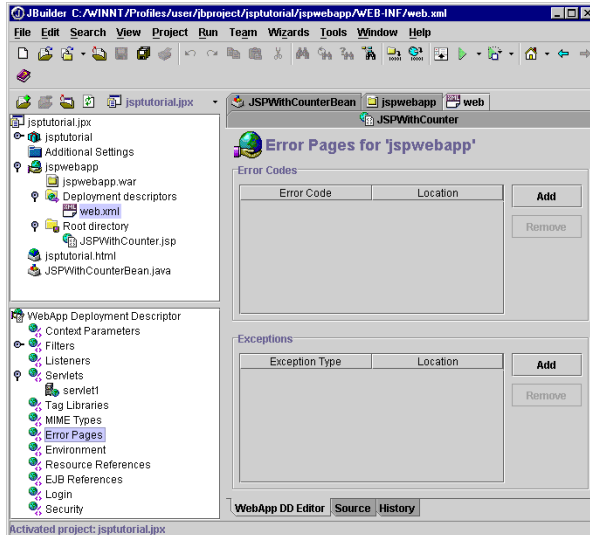 JBuilder C:/WINNT/Profiles/user/jbproject/jsptutorial/jspwebapp/WEB-INF/web.xml
File Edit Search View Project Run Team Wizards Tools Window Help
jsptutorial.jpx
jsptutorial.jpx
jsptutorial
Additional Settings
jspwebapp
jspwebapp.war
Deployment descriptors
web.xml
Root directory
JSPWithCounter.jsp
jsptutorial.html
JSPWithCounterBean.java
WebApp Deployment Descriptor
Context Parameters
Filters
Listeners
Servlets
servlet1
Tag Libraries
MIME Types
Error Pages
Environment
Resource References
EJB References
Login
Security
JSPWithCounterBean jspwebapp web
JSPWithCounter
Error Pages for 'jspwebapp'
Error Codes
Error Code Location
Add
Remove
Exceptions
Exception Type Location
Add
Remove
WebApp DD Editor Source History
Activated project: jsptutorial.jpx